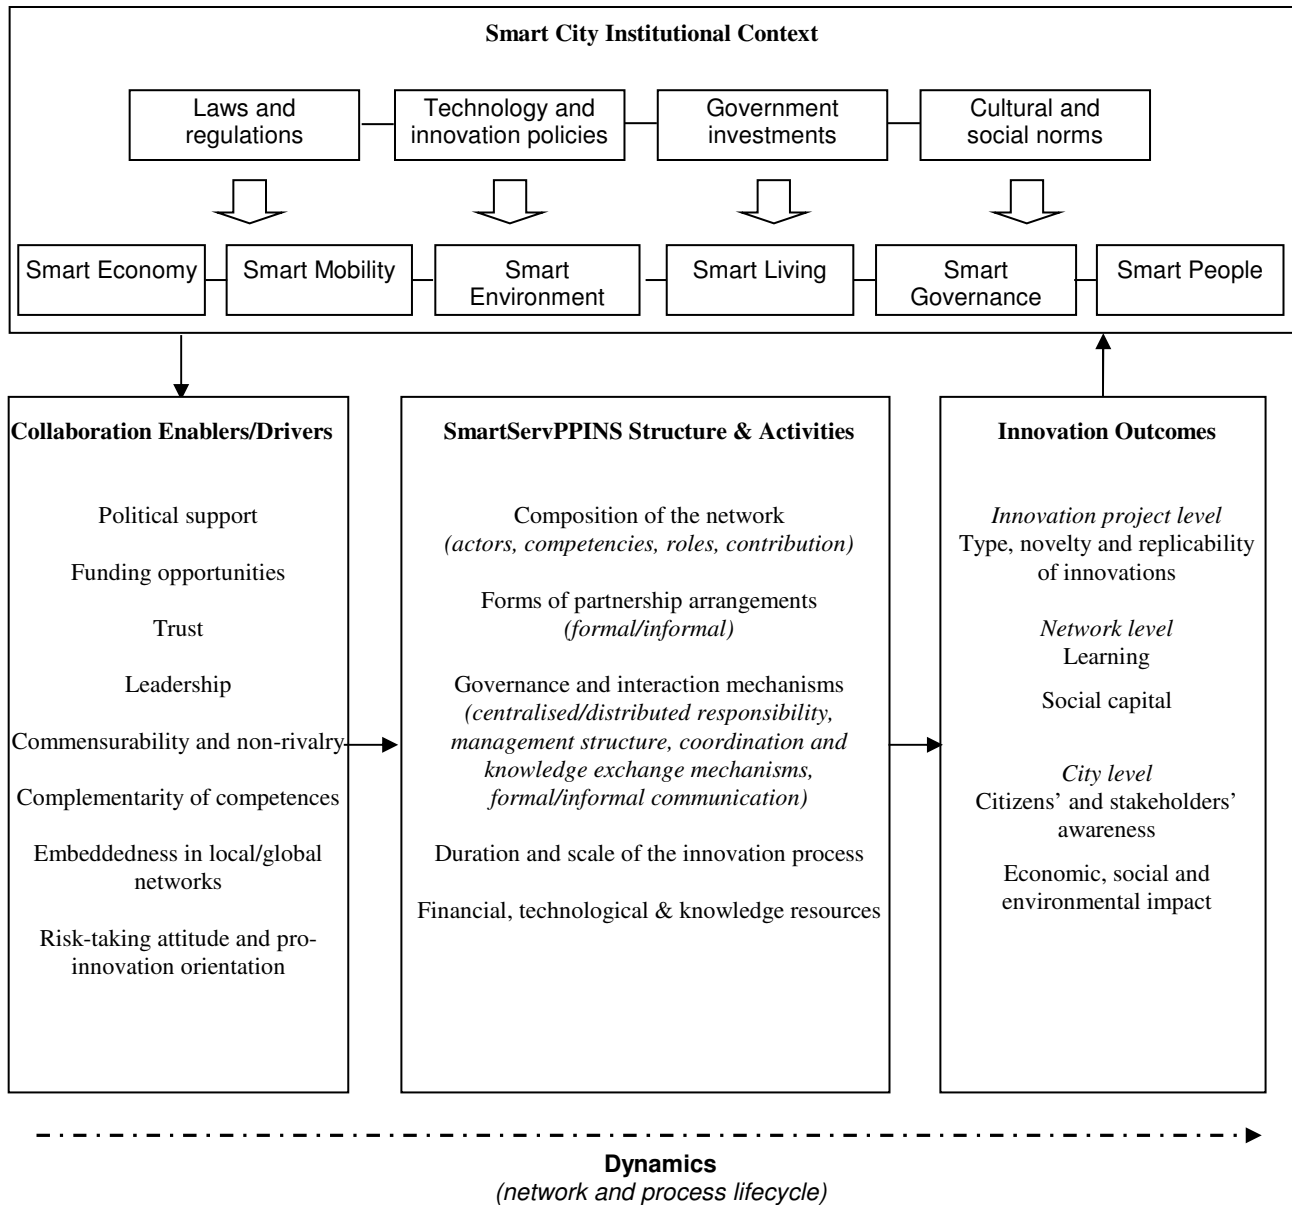 Smart City Institutional Context
Laws and
regulations
Technology and
innovation policies
Government
investments
Cultural and
social norms
Smart Economy
Smart Mobility
Smart
Environment
Smart Living
Smart
Governance
Smart People
Collaboration Enablers/Drivers
Political support
Funding opportunities
Trust
Leadership
Commensurability and non-rivalry
Complementarity of competences
Embeddedness in local/global
networks
Risk-taking attitude and pro-
innovation orientation
SmartServPPINS Structure & Activities
Composition of the network
(actors, competencies, roles, contribution)
Forms of partnership arrangements
(formal/informal)
Governance and interaction mechanisms
(centralised/distributed responsibility,
management structure, coordination and
knowledge exchange mechanisms,
formal/informal communication)
Duration and scale of the innovation process
Financial, technological & knowledge resources
Innovation Outcomes
Innovation project level
Type, novelty and replicability
of innovations
Network level
Learning
Social capital
City level
Citizens’ and stakeholders’
awareness
Economic, social and
environmental impact
Dynamics
(network and process lifecycle)